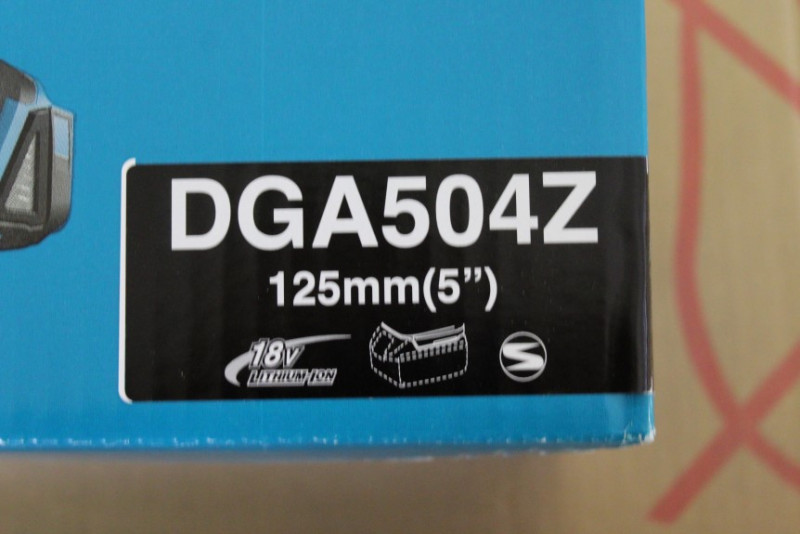 DGA504Z
125mm(5")
18V
LITHIUM-ION
S